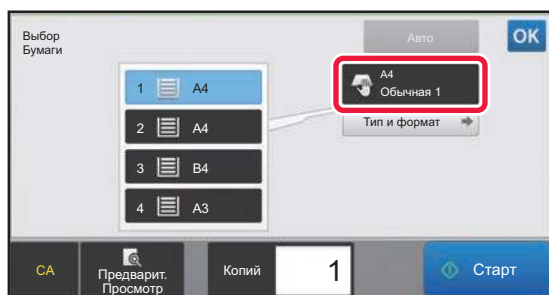 Выбор
Бумаги
Авто
OK
1 A4
2 A4
3 B4
4 A3
A4
Обычная 1
Тип и формат
CA
Предварит.
Просмотр
Копий
1
Старт